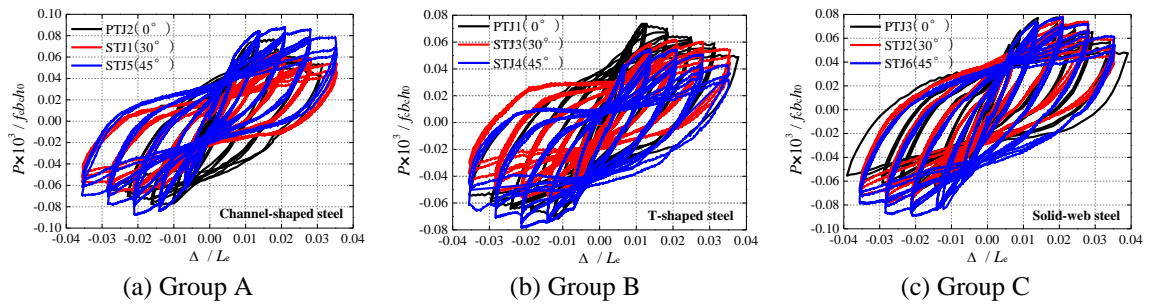 0.10
0.08
0.06
0.04
0.02
0.00
-0.02
-0.04
-0.06
-0.08
-0.10
P×10³ / fcbch0
PTJ2(0°)
STJ1(30°)
STJ5(45°)
Channel-shaped steel
-0.04 -0.03 -0.02 -0.01 0.00 0.01 0.02 0.03 0.04
Δ / Le
(a) Group A
0.08
0.06
0.04
0.02
0.00
-0.02
-0.04
-0.06
-0.08
P×10³ / fcbch0
PTJ1(0°)
STJ3(30°)
STJ4(45°)
T-shaped steel
-0.04 -0.03 -0.02 -0.01 0.00 0.01 0.02 0.03 0.04
Δ / Le
(b) Group B
0.08
0.06
0.04
0.02
0.00
-0.02
-0.04
-0.06
-0.08
-0.10
P×10³ / fcbch0
PTJ3(0°)
STJ2(30°)
STJ6(45°)
Solid-web steel
-0.04 -0.03 -0.02 -0.01 0.00 0.01 0.02 0.03 0.04
Δ / Le
(c) Group C